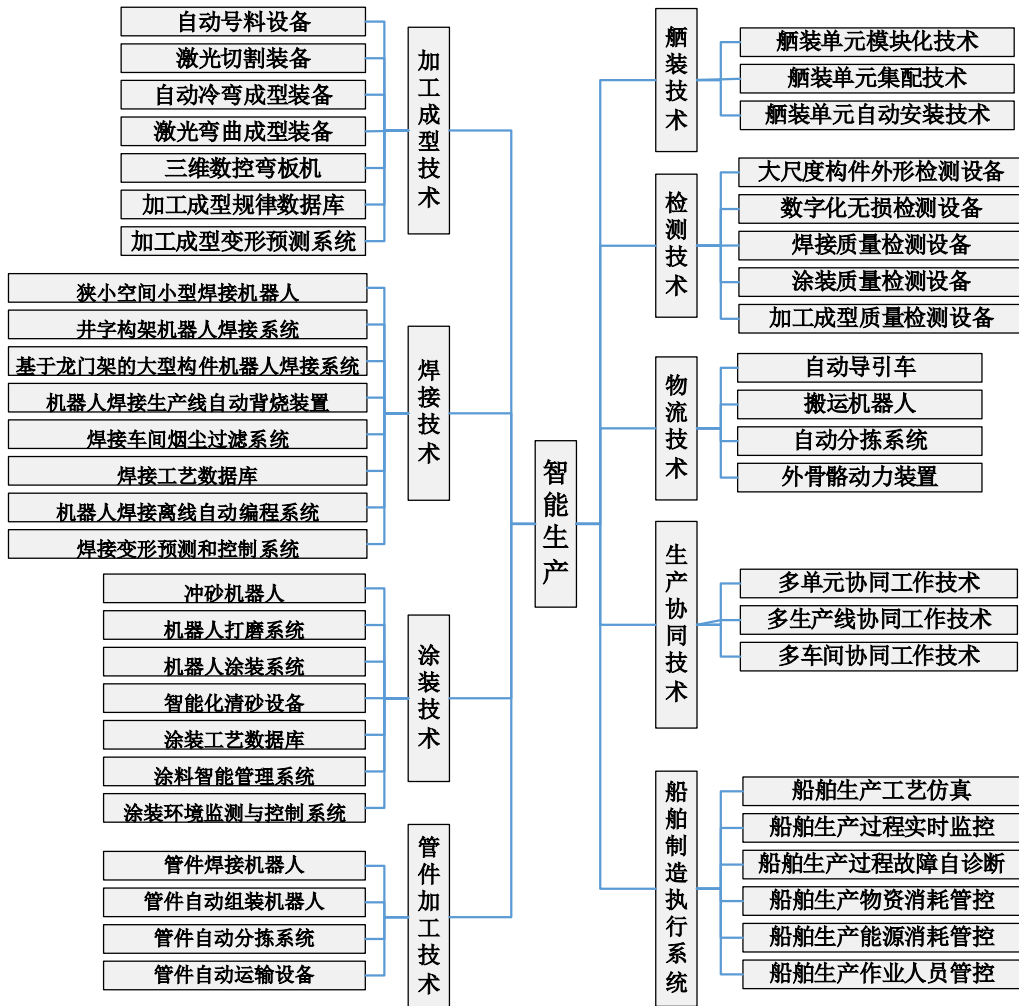 自动号料设备
激光切割装备
自动冷弯成型装备
激光弯曲成型装备
三维数控弯板机
加工成型规律数据库
加工成型变形预测系统
加工成型技术
狭小空间小型焊接机器人
井字构架机器人焊接系统
基于龙门架的大型构件机器人焊接系统
机器人焊接生产线自动背烧装置
焊接车间烟尘过滤系统
焊接工艺数据库
机器人焊接离线自动编程系统
焊接变形预测和控制系统
焊接技术
冲砂机器人
机器人打磨系统
机器人涂装系统
智能化清砂设备
涂装工艺数据库
涂料智能管理系统
涂装环境监测与控制系统
涂装技术
管件焊接机器人
管件自动组装机器人
管件自动分拣系统
管件自动运输设备
管件加工技术
智能生产
舾装技术
舾装单元模块化技术
舾装单元集配技术
舾装单元自动安装技术
检测技术
大尺度构件外形检测设备
数字化无损检测设备
焊接质量检测设备
涂装质量检测设备
加工成型质量检测设备
物流技术
自动导引车
搬运机器人
自动分拣系统
外骨骼动力装置
生产协同技术
多单元协同工作技术
多生产线协同工作技术
多车间协同工作技术
船舶制造执行系统
船舶生产工艺仿真
船舶生产过程实时监控
船舶生产过程故障自诊断
船舶生产物资消耗管控
船舶生产能源消耗管控
船舶生产作业人员管控